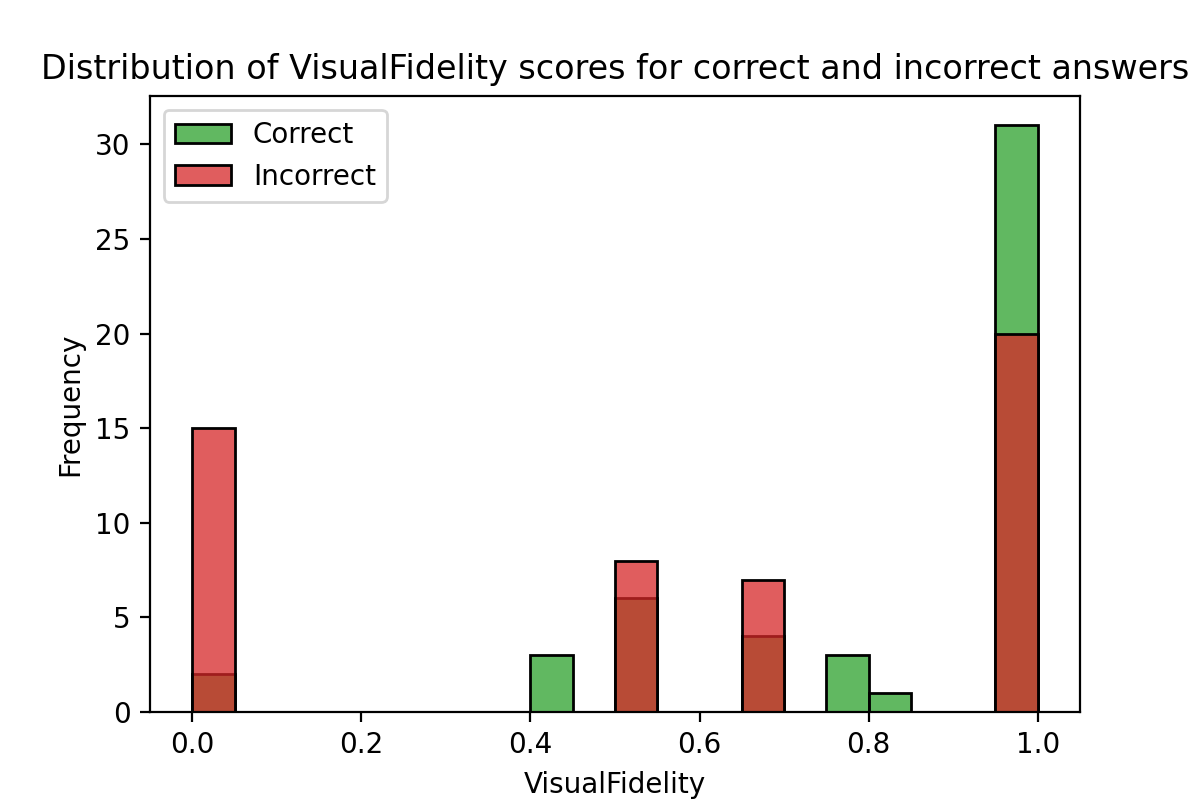 Distribution of VisualFidelity scores for correct and incorrect answers
Correct
Incorrect
30
25
20
15
10
5
0
Frequency
0.0 0.2 0.4 0.6 0.8 1.0
VisualFidelity